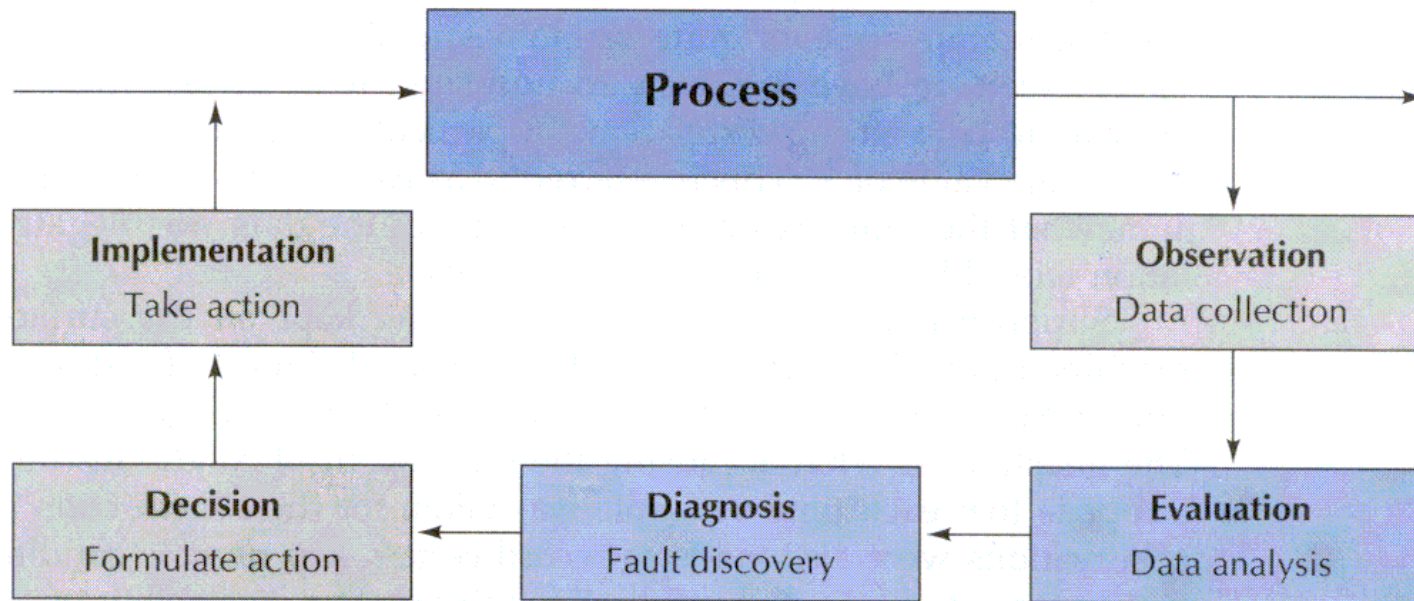 Process
Implementation
Take action
Observation
Data collection
Decision
Formulate action
Diagnosis
Fault discovery
Evaluation
Data analysis